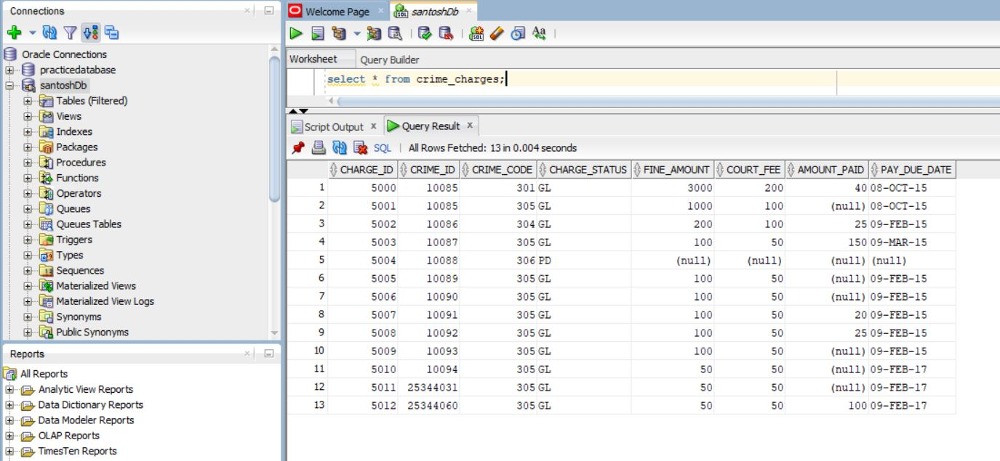 Connections
Oracle Connections
practicedatabase
santoshDb
Tables (Filtered)
Views
Indexes
Packages
Procedures
Functions
Operators
Queues
Queues Tables
Triggers
Types
Sequences
Materialized Views
Materialized View Logs
Synonyms
Public Synonyms
Reports
All Reports
Analytic View Reports
Data Dictionary Reports
Data Modeler Reports
OLAP Reports
TimesTen Reports
Welcome Page santoshDb
Worksheet Query Builder
select * from crime_charges;
Script Output x Query Result x
SQL | All Rows Fetched: 13 in 0.004 seconds
CHARGE_ID CRIME_ID CRIME_CODE CHARGE_STATUS FINE_AMOUNT COURT_FEE AMOUNT_PAID PAY_DUE_DATE
1 5000 10085 301 GL 3000 200 40 08-OCT-15
2 5001 10085 305 GL 1000 100 (null) 08-OCT-15
3 5002 10086 304 GL 200 100 25 09-FEB-15
4 5003 10087 305 GL 100 50 150 09-MAR-15
5 5004 10088 306 PD (null) (null) (null) (null)
6 5005 10089 305 GL 100 50 (null) 09-FEB-15
7 5006 10090 305 GL 100 50 (null) 09-FEB-15
8 5007 10091 305 GL 100 50 20 09-FEB-15
9 5008 10092 305 GL 100 50 25 09-FEB-15
10 5009 10093 305 GL 100 50 (null) 09-FEB-15
11 5010 10094 305 GL 50 50 (null) 09-FEB-17
12 5011 25344031 305 GL 50 50 (null) 09-FEB-17
13 5012 25344060 305 GL 50 50 100 09-FEB-17